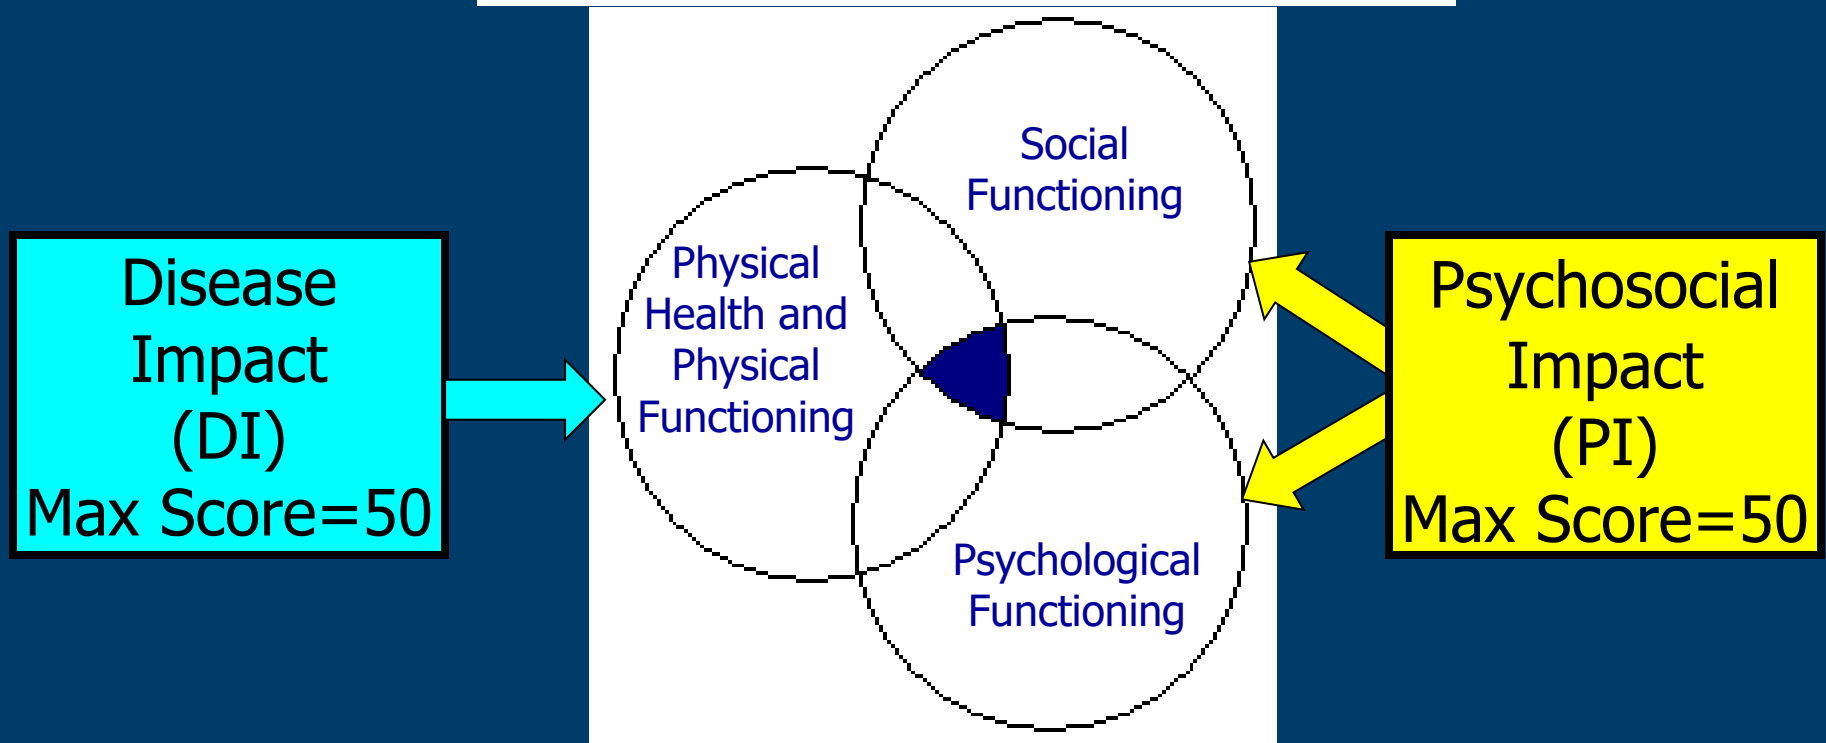 Disease
Impact
(DI)
Max Score=50
Physical
Health and
Physical
Functioning
Social
Functioning
Psychological
Functioning
Psychosocial
Impact
(PI)
Max Score=50